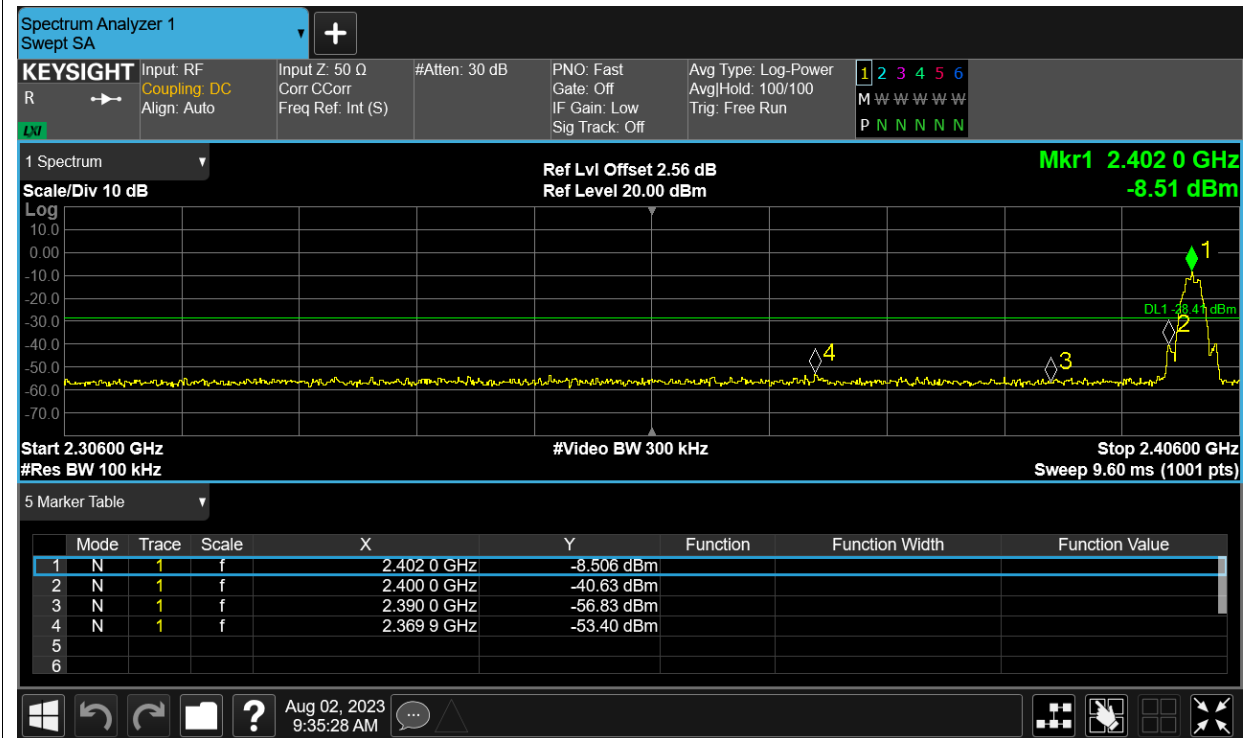 Spectrum Analyzer 1
Swept SA
+
KEYSIGHT Input: RF Input Z: 50 Ω #Atten: 30 dB PNO: Fast Avg Type: Log-Power 1 2 3 4 5 6
R Coupling: DC Corr CCorr Gate: Off Avg|Hold: 100/100 M W W W W W W
Align: Auto Freq Ref: Int (S) IF Gain: Low Trig: Free Run
LXI Sig Track: Off P N N N N N N
1 Spectrum Ref Lvl Offset 2.56 dB Mkr1 2.402 0 GHz
Scale/Div 10 dB Ref Level 20.00 dBm -8.51 dBm
Log
10.0
0.00 1
-10.0
-20.0
DL1 -28.41 dBm
-30.0 2
-40.0 4
-50.0 3
-60.0
-70.0
Start 2.30600 GHz #Video BW 300 kHz Stop 2.40600 GHz
#Res BW 100 kHz Sweep 9.60 ms (1001 pts)
5 Marker Table
Mode Trace Scale X Y Function Function Width Function Value
1 N 1 f 2.402 0 GHz -8.506 dBm
2 N 1 f 2.400 0 GHz -40.63 dBm
3 N 1 f 2.390 0 GHz -56.83 dBm
4 N 1 f 2.369 9 GHz -53.40 dBm
5
6
? Aug 02, 2023
9:35:28 AM